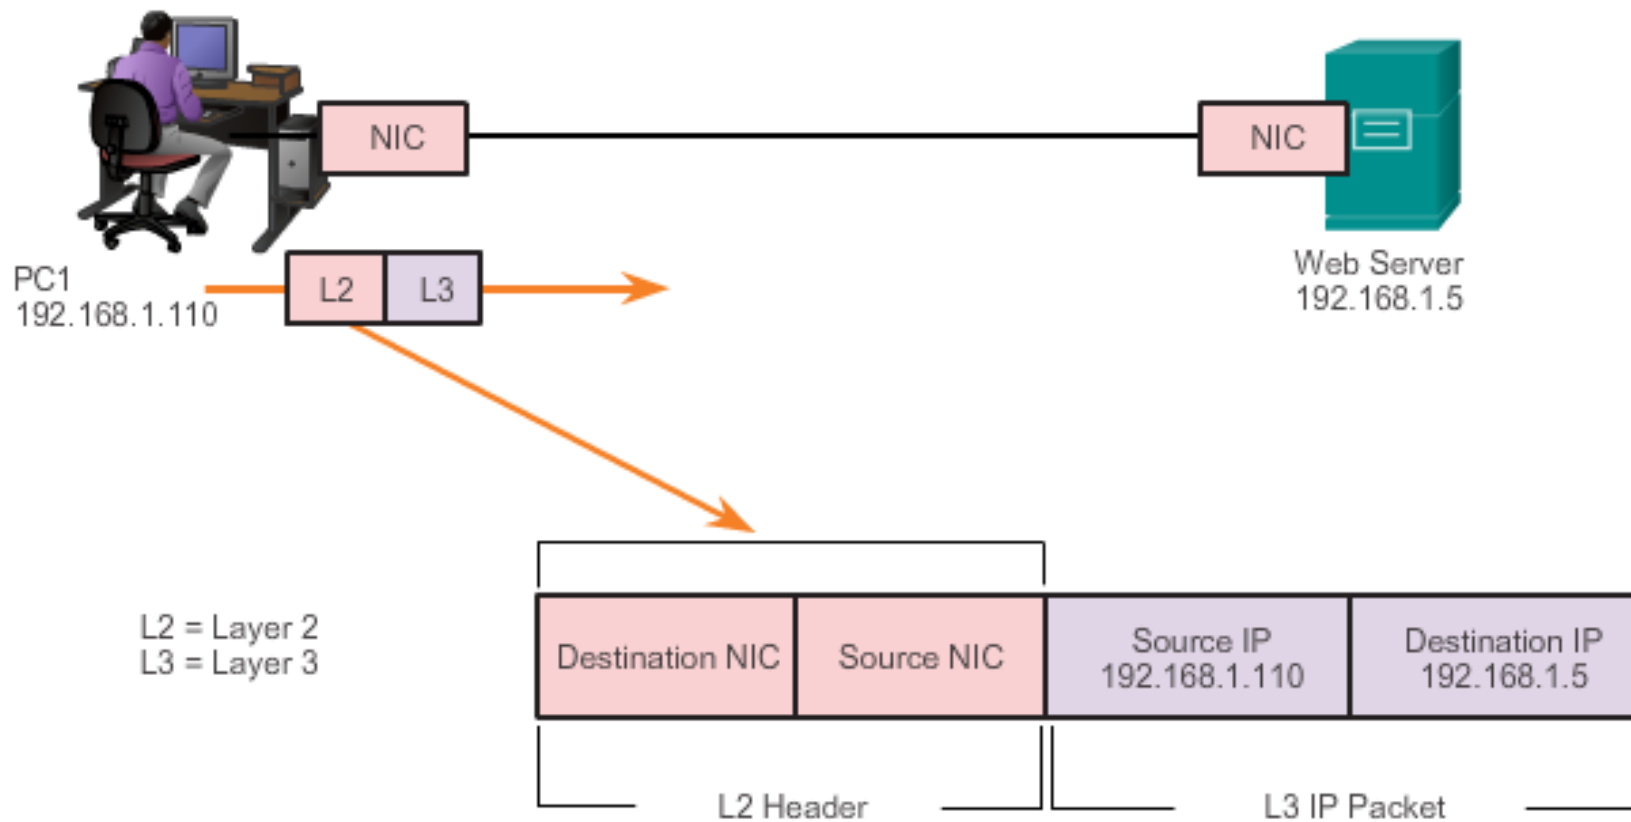 NIC
NIC
PC1
192.168.1.110
L2
L3
Web Server
192.168.1.5
L2 = Layer 2
L3 = Layer 3
Destination NIC
Source NIC
Source IP
192.168.1.110
Destination IP
192.168.1.5
L2 Header
L3 IP Packet